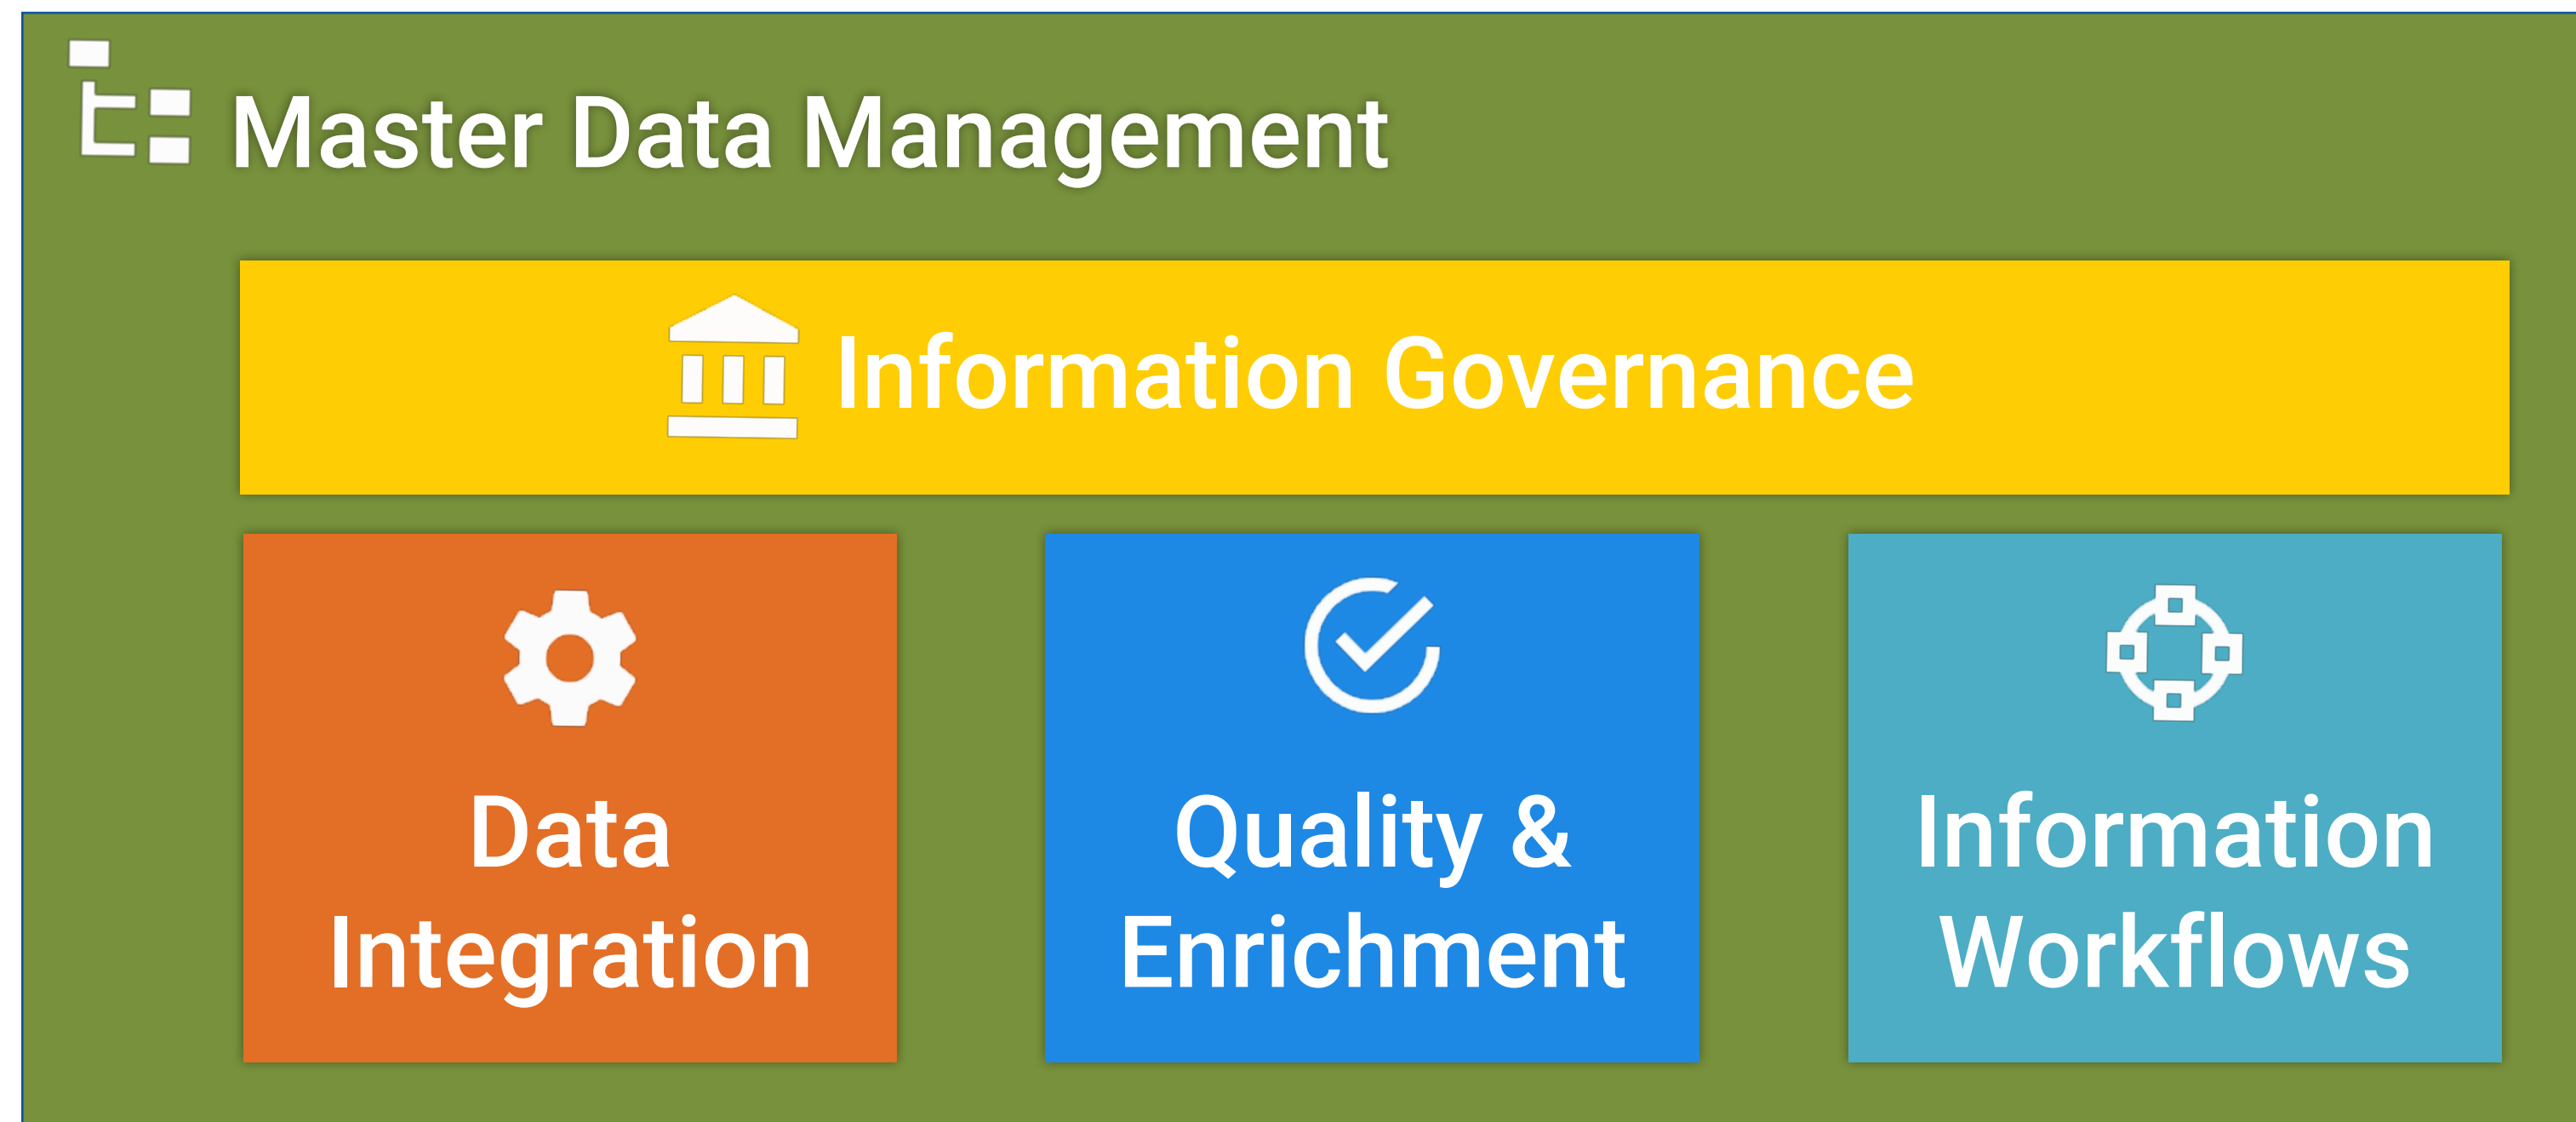 Master Data Management
Information Governance
Data
Integration
Quality &
Enrichment
Information
Workflows